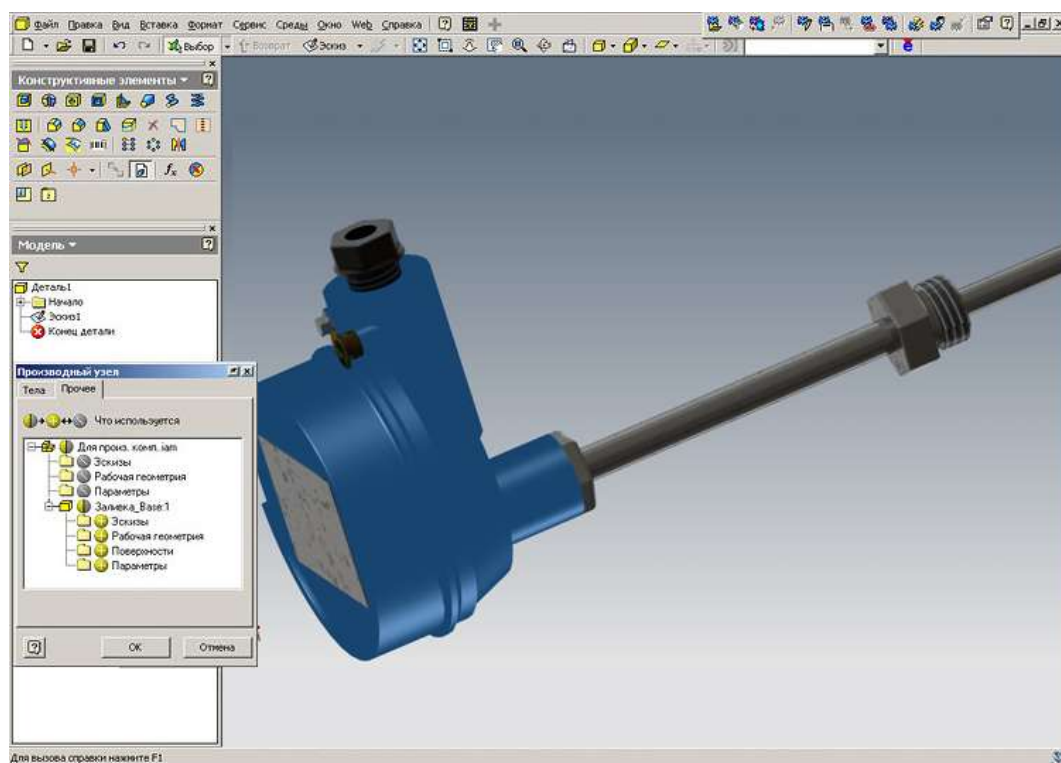 Файл Правка Вид Вставка Формат Сервис Среды Окно Web Справка
Выбор Возврат Эскиз
Конструктивные элементы
Модель
Деталь1
Начало
Эскиз1
Конец детали
Производный узел
Тела Прочее
Что используется
Для произ. комп. iam
Эскизы
Рабочая геометрия
Параметры
Заливка_Base:1
Эскизы
Рабочая геометрия
Поверхности
Параметры
OK Отмена
Для вызова справки нажмите F1